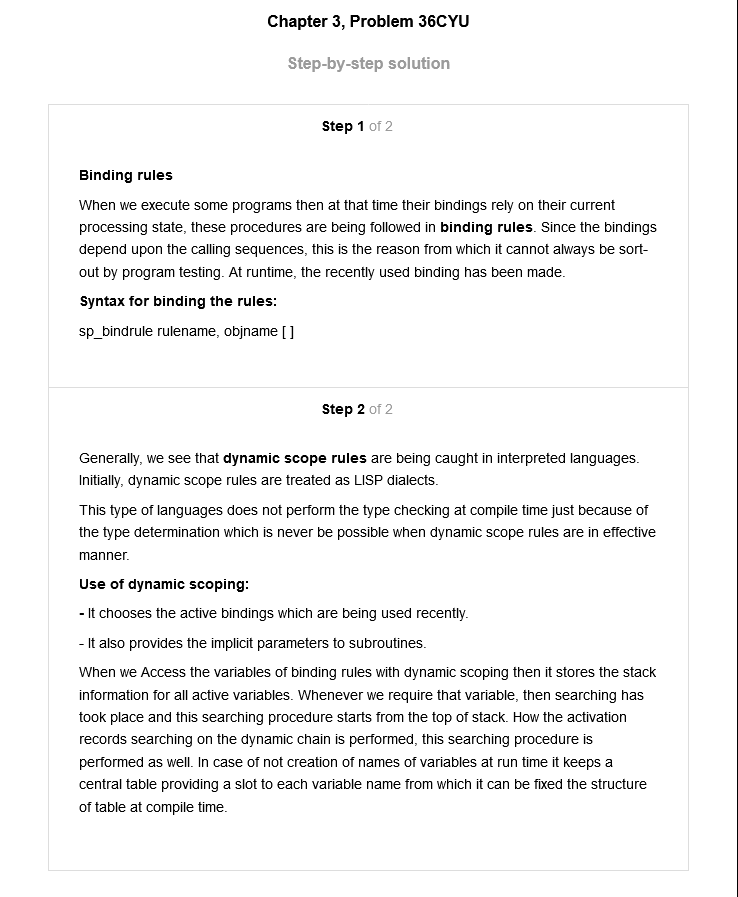 Chapter 3, Problem 36CYU
Step-by-step solution
Step 1 of 2
Binding rules
When we execute some programs then at that time their bindings rely on their current
processing state, these procedures are being followed in binding rules. Since the bindings
depend upon the calling sequences, this is the reason from which it cannot always be sort-
out by program testing. At runtime, the recently used binding has been made.
Syntax for binding the rules:
sp_bindrule rulename, objname [ ]
Step 2 of 2
Generally, we see that dynamic scope rules are being caught in interpreted languages.
Initially, dynamic scope rules are treated as LISP dialects.
This type of languages does not perform the type checking at compile time just because of
the type determination which is never be possible when dynamic scope rules are in effective
manner.
Use of dynamic scoping:
- It chooses the active bindings which are being used recently.
- It also provides the implicit parameters to subroutines.
When we Access the variables of binding rules with dynamic scoping then it stores the stack
information for all active variables. Whenever we require that variable, then searching has
took place and this searching procedure starts from the top of stack. How the activation
records searching on the dynamic chain is performed, this searching procedure is
performed as well. In case of not creation of names of variables at run time it keeps a
central table providing a slot to each variable name from which it can be fixed the structure
of table at compile time.